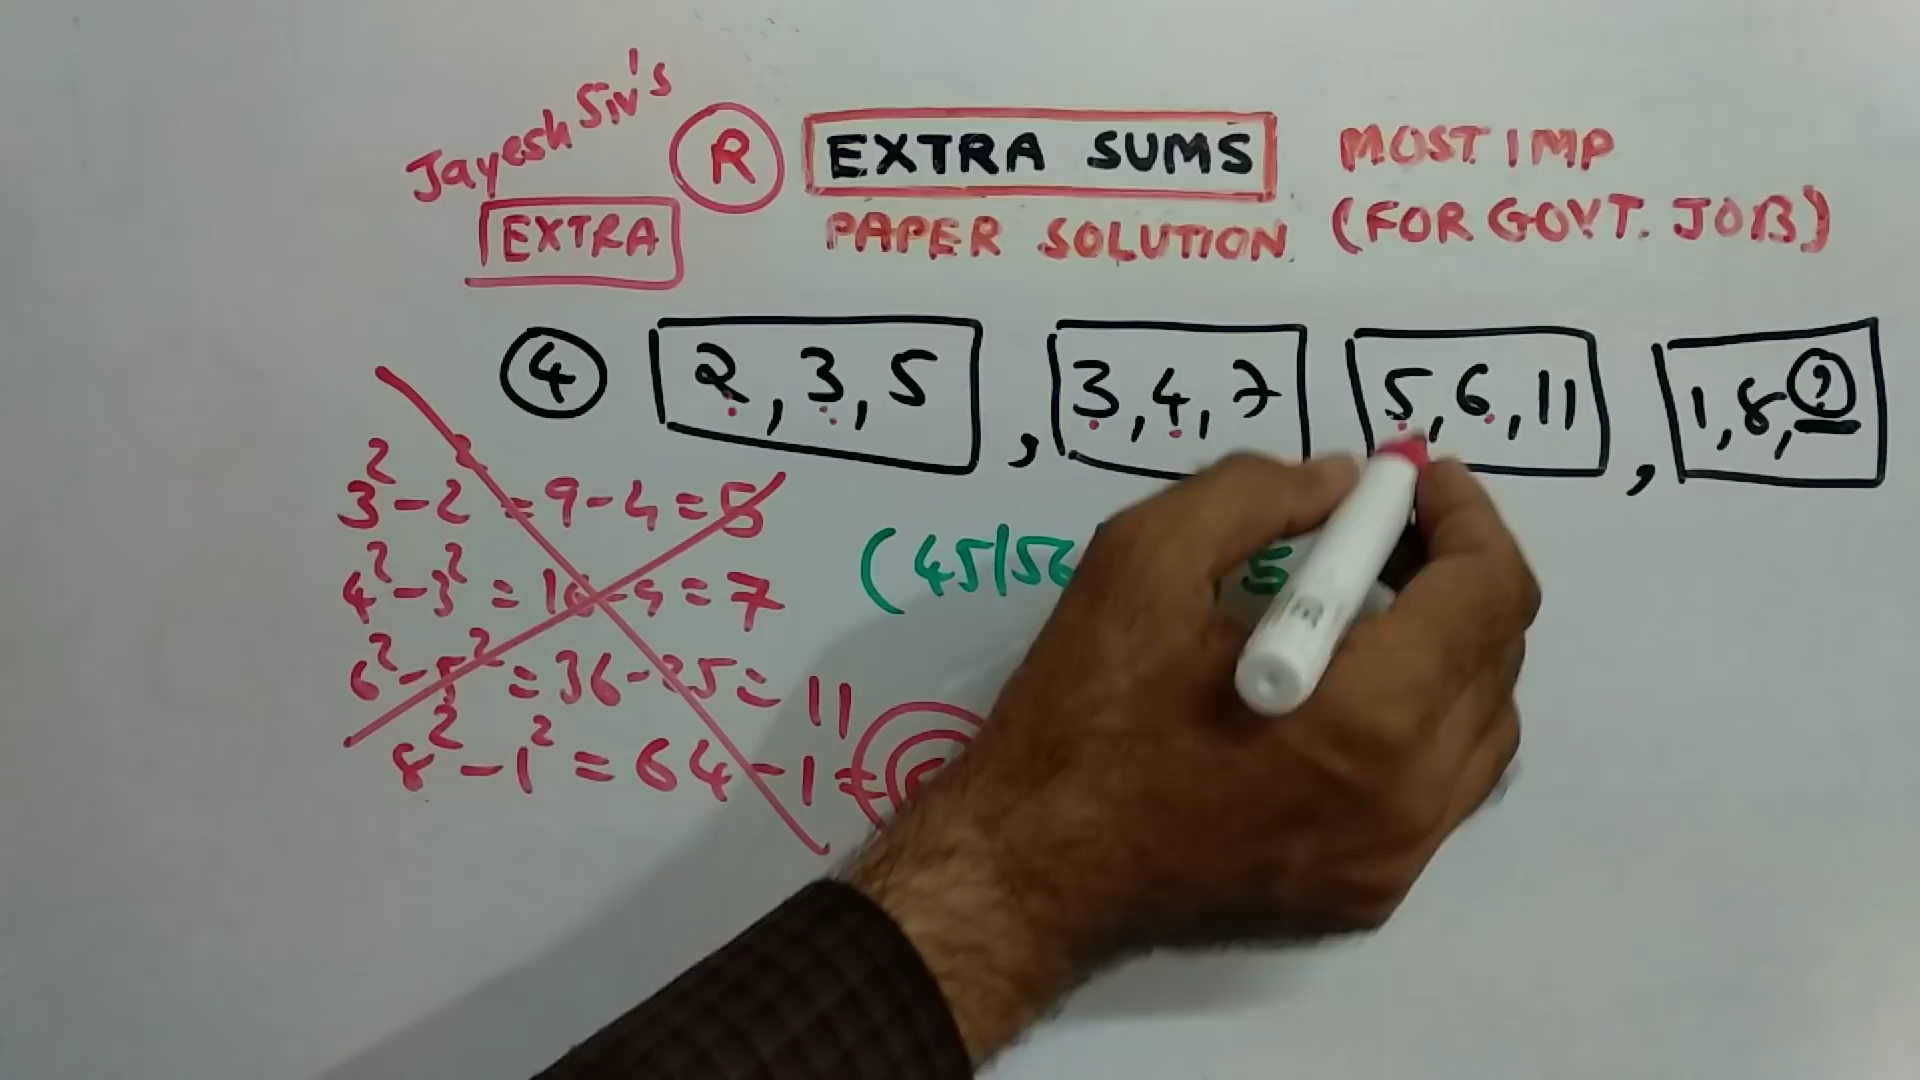 Jayesh Siv's
R
EXTRA SUMS
MOST IMP
EXTRA
PAPER SOLUTION
(FOR GOVT. JOB)
4
2, 3, 5 , 3, 4, 7 5, 6, 11 , 1, 8, ?
3² - 2² = 9 - 4 = 5
(45/56 5
4² - 3² = 16 - 9 = 7
6² - 5² = 36 - 25 = 11
8² - 1² = 64 - 1 =